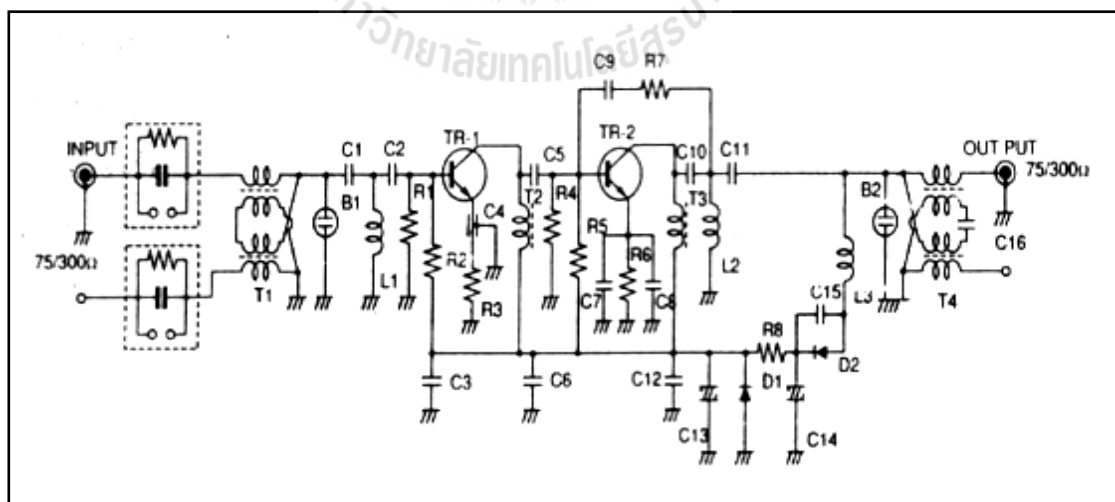 วิทยาลัยเทคโนโลยีสุร
C9 R7
INPUT
TR-1
TR-2
OUT PUT
75/300Ω
C1 C2
C5
C10 C11
B1
R1
R4
T2
T3
B2
C4
C16
75/300Ω
T1
L1
R2
R3
R5
R6
C7
C8
L2
L3
T4
C15
R8
D2
C3
C6
C12
D1
C13
C14